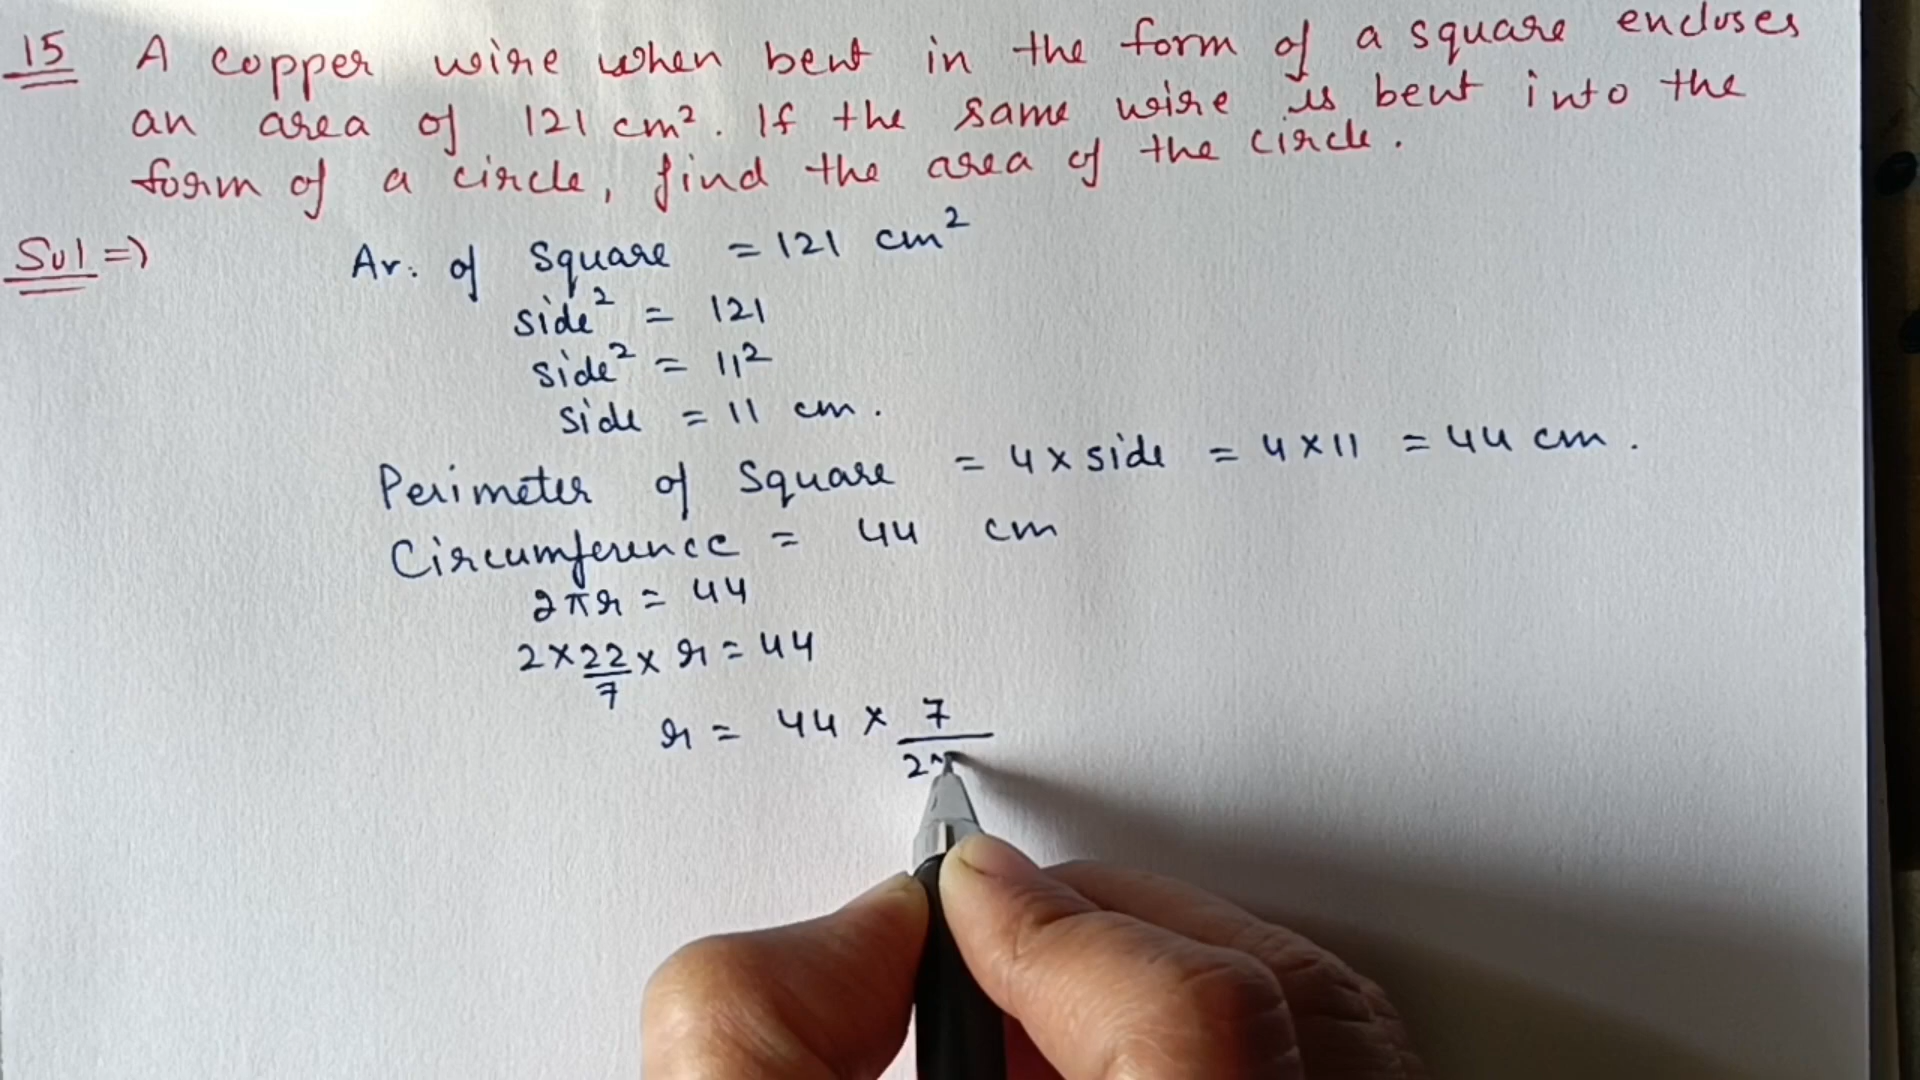 15 A copper wire when bent in the form of a square encloses
an area of 121 cm². If the same wire is bent into the
form of a circle, find the area of the circle.
Sol =>
Ar. of Square = 121 cm²
side² = 121
side² = 11²
side = 11 cm.
Perimeter of Square = 4 × side = 4 × 11 = 44 cm.
Circumference = 44 cm
2πr = 44
2 × 22/7 × r = 44
r = 44 × 7/2×